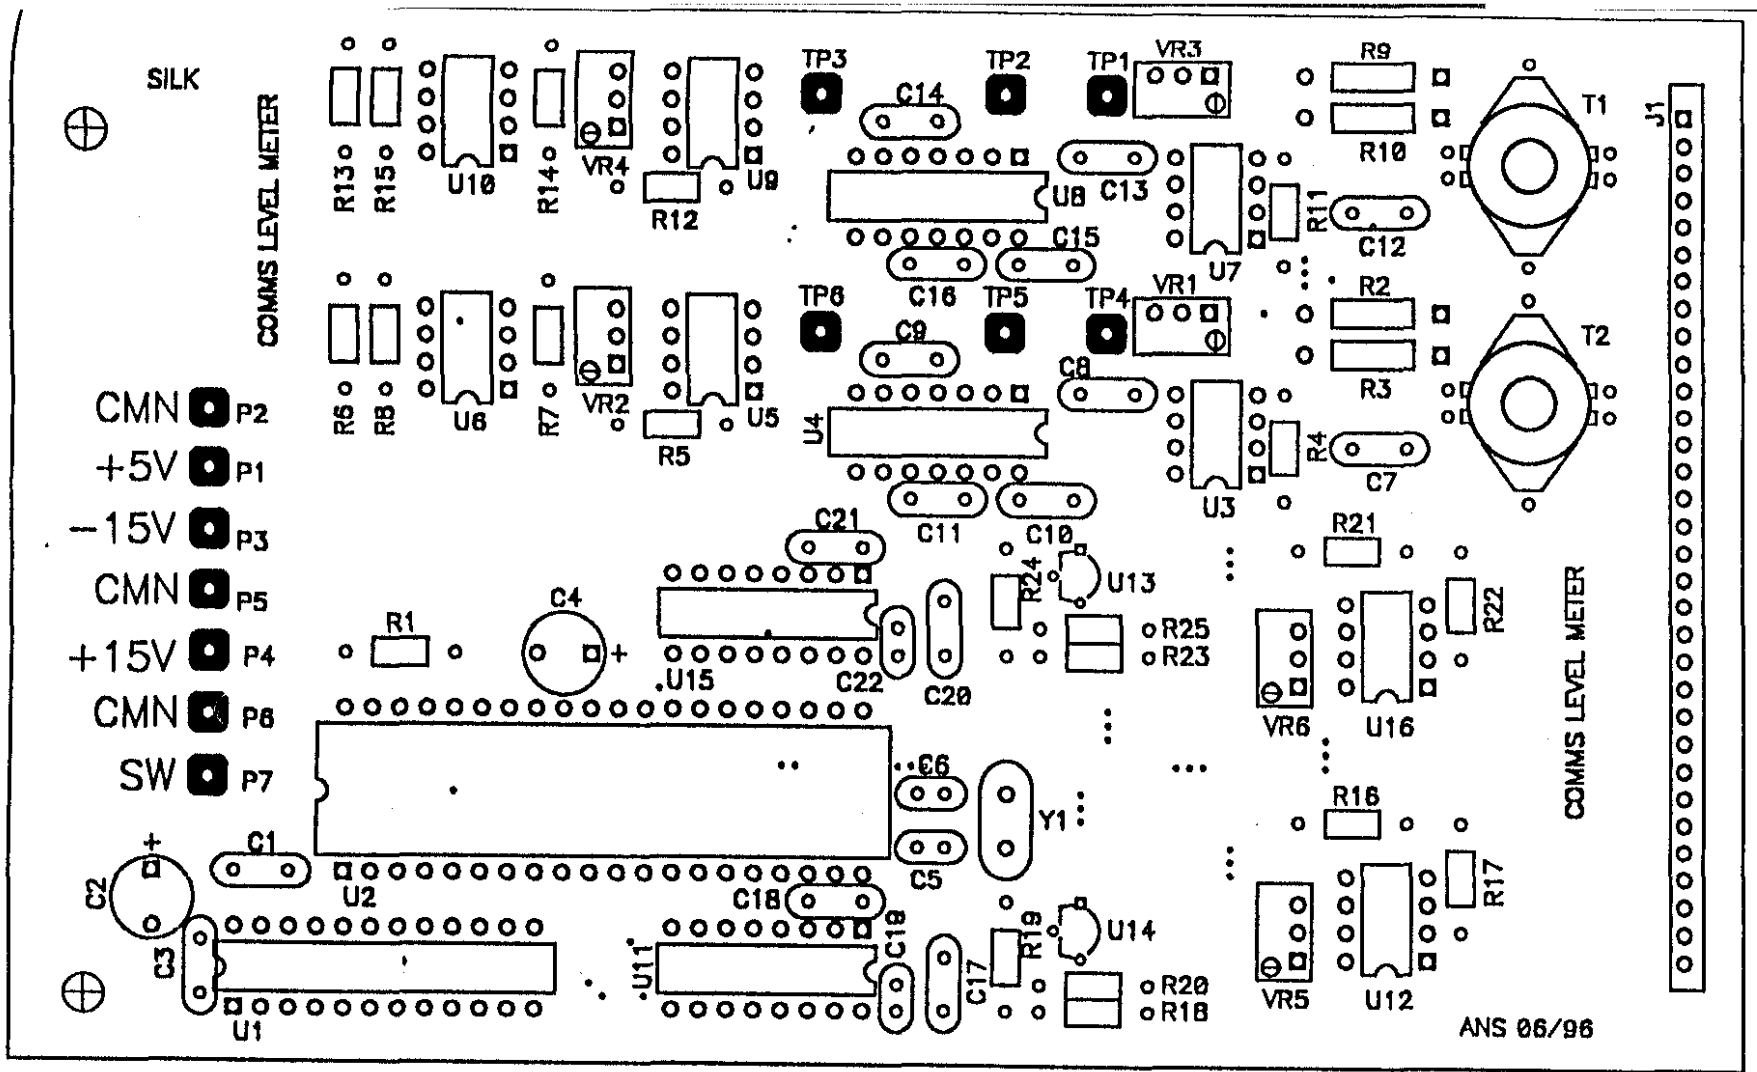 SILK
COMMS LEVEL METER
R13
R15
U10
R14
VR4
U9
R12
TP3
TP2
TP1
VR3
C14
C13
U8
C15
C16
U7
R11
R9
R10
C12
T1
J1
R6
R8
U6
R7
VR2
U5
R5
TP6
TP5
TP4
VR1
C9
C8
U4
C11
C10
U3
R4
R2
R3
C7
T2
CMN P2
+5V P1
-15V P3
CMN P5
+15V P4
CMN P6
SW P7
R1
C4
+
C21
U15
C22
C20
R24
U13
R25
R23
R21
R22
VR6
U16
COMMS LEVEL METER
C6
C5
Y1
R16
R17
VR5
U12
+
C2
C1
C3
U2
U1
C18
U11
C19
C17
R19
U14
R20
R18
ANS 06/96